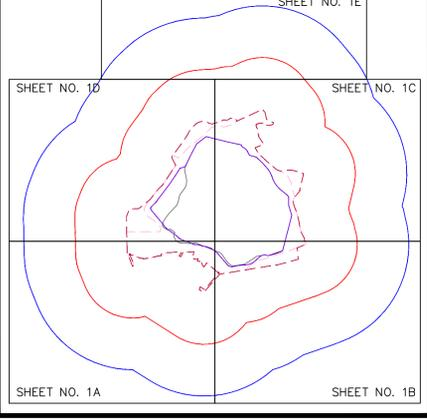 SHEET NO. 1E
SHEET NO. 1D
SHEET NO. 1C
SHEET NO. 1A
SHEET NO. 1B